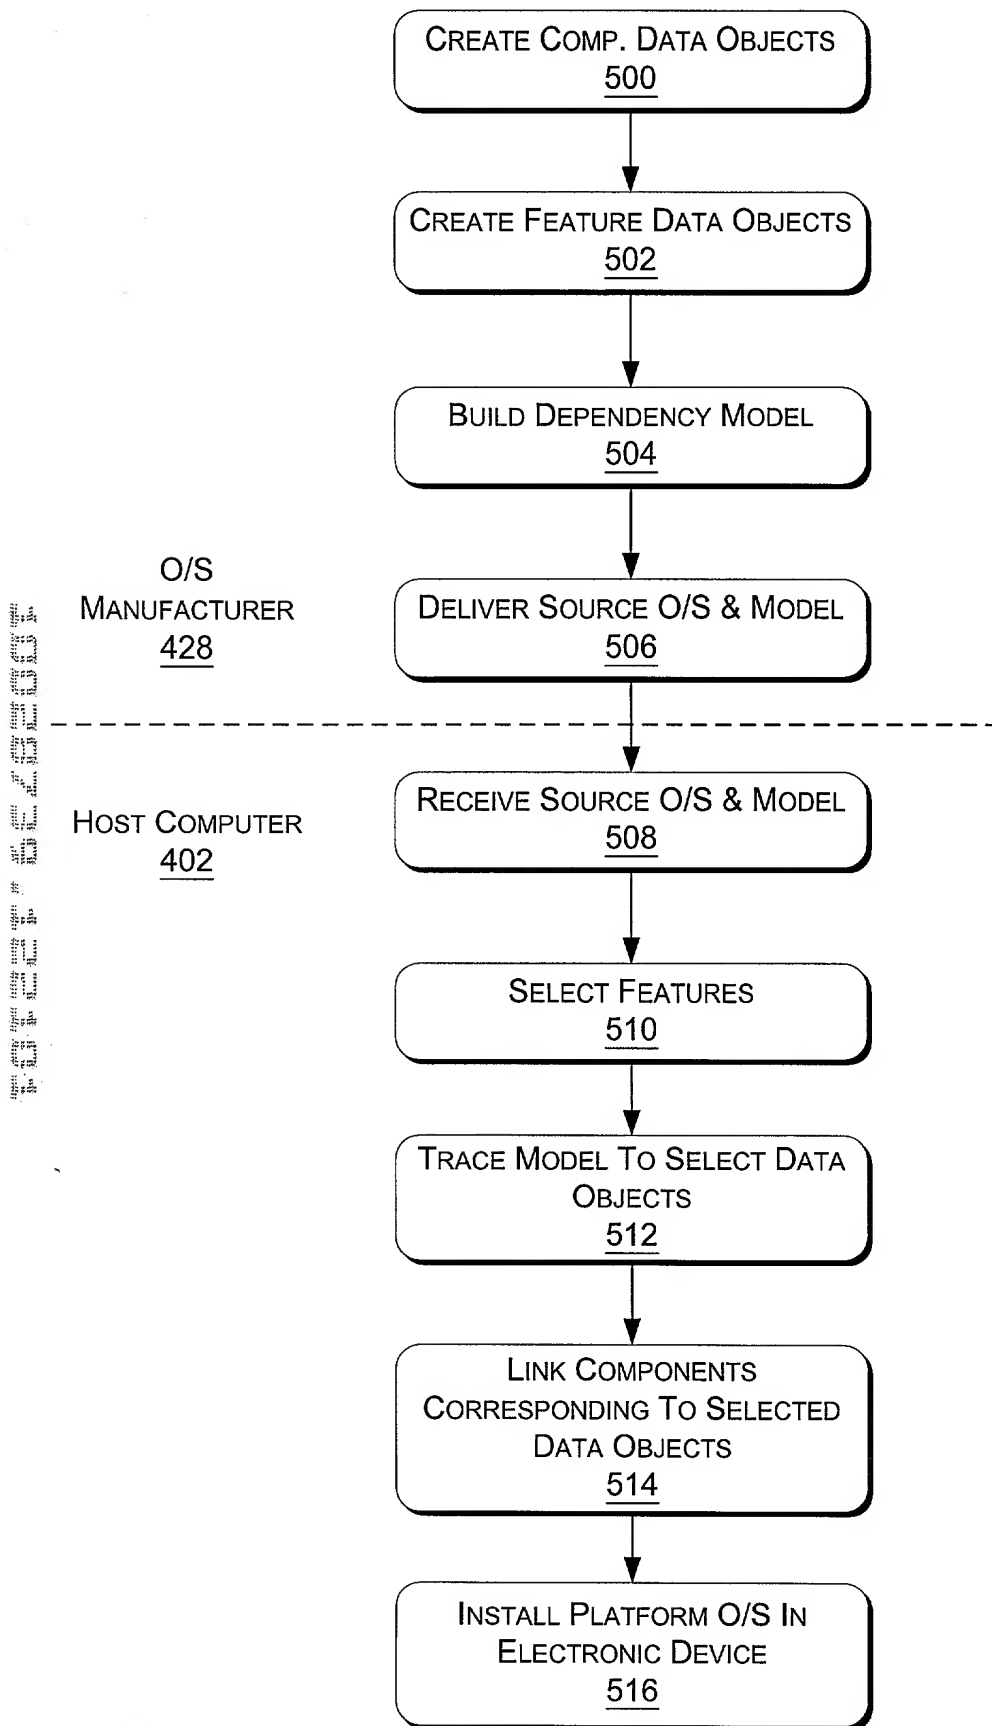 CREATE COMP. DATA OBJECTS
500
CREATE FEATURE DATA OBJECTS
502
BUILD DEPENDENCY MODEL
504
O/S
MANUFACTURER
428
DELIVER SOURCE O/S & MODEL
506
RECEIVE SOURCE O/S & MODEL
508
HOST COMPUTER
402
SELECT FEATURES
510
TRACE MODEL TO SELECT DATA
OBJECTS
512
LINK COMPONENTS
CORRESPONDING TO SELECTED
DATA OBJECTS
514
INSTALL PLATFORM O/S IN
ELECTRONIC DEVICE
516